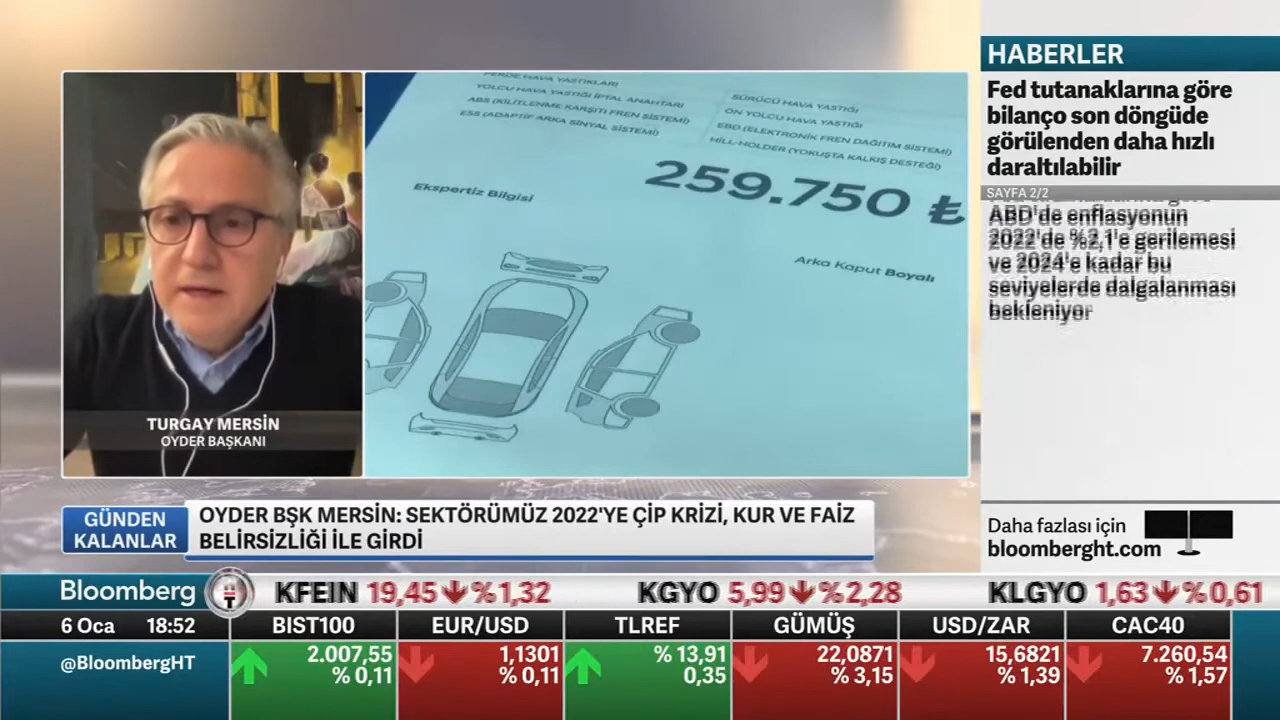 PERDE HAVA YASTIKLARI
YOLCU HAVA YASTIĞI İPTAL ANAHTARI
ABS (KİLİTLENME KARŞITI FREN SİSTEMİ)
ESS (ADAPTİF ARKA SİNYAL SİSTEMİ)
SÜRÜCÜ HAVA YASTIĞI
ÖN YOLCU HAVA YASTIĞI
EBD (ELEKTRONİK FREN DAĞITIM SİSTEMİ)
HILL-HOLDER (YOKUŞTA KALKIŞ DESTEĞİ)
259.750 ₺
Ekspertiz Bilgisi
Arka Kaput Boyalı
TURGAY MERSİN
OYDER BAŞKANI
HABERLER
Fed tutanaklarına göre
bilanço son döngüde
görülenden daha hızlı
daraltılabilir
SAYFA 2/2
ABD'de enflasyonun
2022'de %2,1'e gerilemesi
ve 2024'e kadar bu
seviyelerde dalgalanması
bekleniyor
Daha fazlası için
bloomberght.com
GÜNDEN
KALANLAR
OYDER BŞK MERSİN: SEKTÖRÜMÜZ 2022'YE ÇİP KRİZİ, KUR VE FAİZ
BELİRSİZLİĞİ İLE GİRDİ
Bloomberg HT
KFEIN 19,45 %1,32 KGYO 5,99 %2,28 KLGYO 1,63 %0,61
6 Oca 18:52
@BloombergHT
BIST100
2.007,55
% 0,11
EUR/USD
1,1301
% 0,11
TLREF
% 13,91
0,35
GÜMÜŞ
22,0871
% 3,15
USD/ZAR
15,6821
% 1,39
CAC40
7.260,54
% 1,57